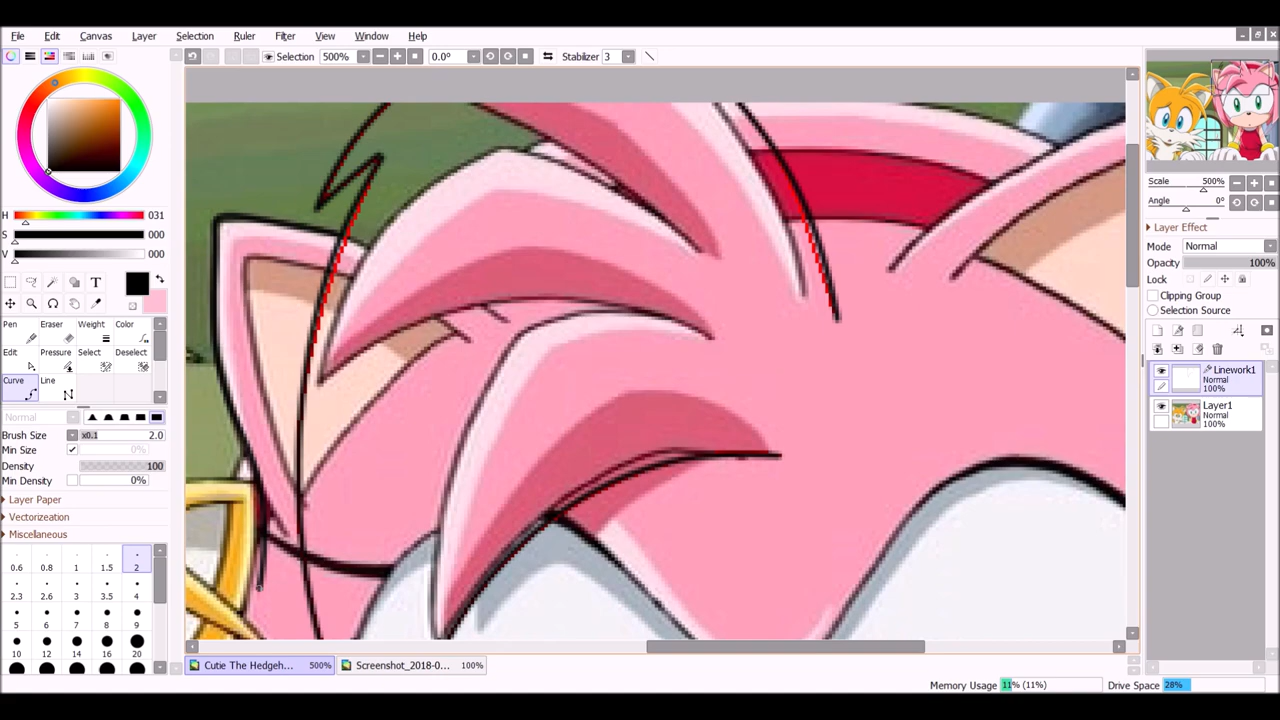 File Edit Canvas Layer Selection Ruler Filter View Window Help
Selection 500% 0.0° Stabilizer 3
H 031
S 000
V 000
T
Pen Eraser Weight Color
Edit Pressure Select Deselect
Curve Line
Normal
Brush Size x0.1 2.0
Min Size 0%
Density 100
Min Density 0%
Layer Paper
Vectorizeation
Miscellaneous
0.6 0.8 1 1.5 2
2.3 2.6 3 3.5 4
5 6 7 8 9
10 12 14 16 20
Cutie The Hedgeh... 500% Screenshot_2018-0... 100%
Scale 500%
Angle 0°
Layer Effect
Mode Normal
Opacity 100%
Lock
Clipping Group
Selection Source
Linework1
Normal
100%
Layer1
Normal
100%
Memory Usage 11% (11%) Drive Space 28%